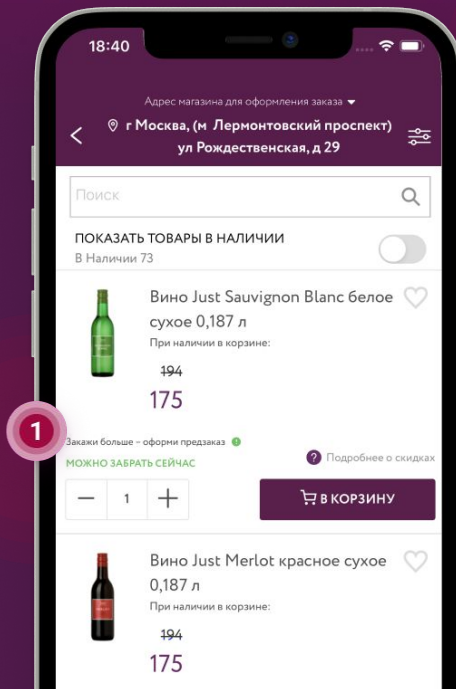 18:40
Адрес магазина для оформления заказа
г Москва, (м Лермонтовский проспект)
ул Рождественская, д 29
Поиск
ПОКАЗАТЬ ТОВАРЫ В НАЛИЧИИ
В Наличии 73
Вино Just Sauvignon Blanc белое
сухое 0,187 л
При наличии в корзине:
194
175
1
Закажи больше – оформи предзаказ
МОЖНО ЗАБРАТЬ СЕЙЧАС
? Подробнее о скидках
— 1 +
В КОРЗИНУ
Вино Just Merlot красное сухое
0,187 л
При наличии в корзине:
194
175